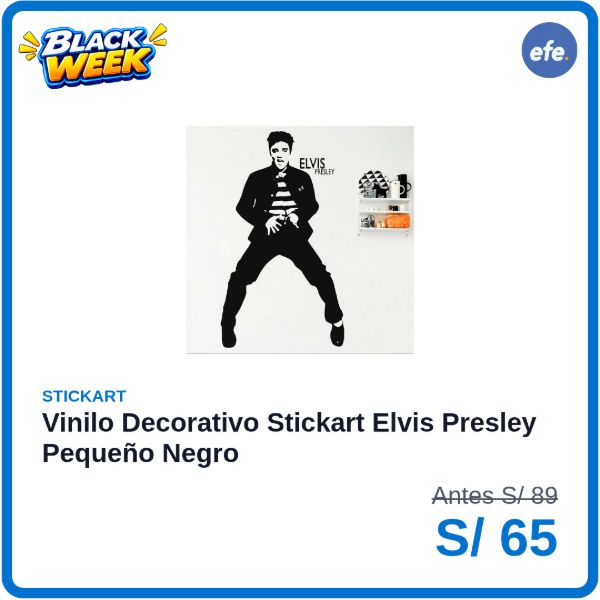 BLACK
WEEK
efe.
ELVIS
PRESLEY
STICKART
Vinilo Decorativo Stickart Elvis Presley
Pequeño Negro
Antes S/ 89
S/ 65